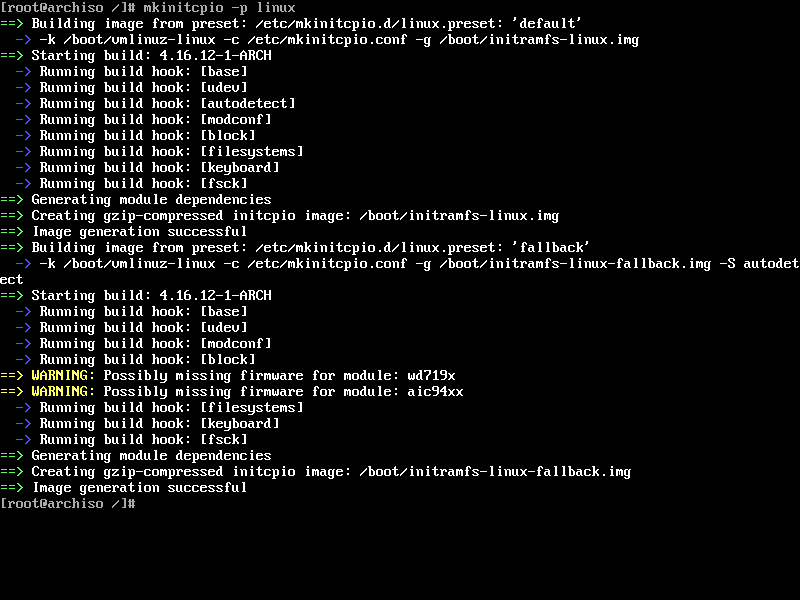 [root@archiso /]# mkinitcpio -p linux
==> Building image from preset: /etc/mkinitcpio.d/linux.preset: 'default'
  -> -k /boot/vmlinuz-linux -c /etc/mkinitcpio.conf -g /boot/initramfs-linux.img
==> Starting build: 4.16.12-1-ARCH
  -> Running build hook: [base]
  -> Running build hook: [udev]
  -> Running build hook: [autodetect]
  -> Running build hook: [modconf]
  -> Running build hook: [block]
  -> Running build hook: [filesystems]
  -> Running build hook: [keyboard]
  -> Running build hook: [fsck]
==> Generating module dependencies
==> Creating gzip-compressed initcpio image: /boot/initramfs-linux.img
==> Image generation successful
==> Building image from preset: /etc/mkinitcpio.d/linux.preset: 'fallback'
  -> -k /boot/vmlinuz-linux -c /etc/mkinitcpio.conf -g /boot/initramfs-linux-fallback.img -S autodet
ect
==> Starting build: 4.16.12-1-ARCH
  -> Running build hook: [base]
  -> Running build hook: [udev]
  -> Running build hook: [modconf]
  -> Running build hook: [block]
==> WARNING: Possibly missing firmware for module: wd719x
==> WARNING: Possibly missing firmware for module: aic94xx
  -> Running build hook: [filesystems]
  -> Running build hook: [keyboard]
  -> Running build hook: [fsck]
==> Generating module dependencies
==> Creating gzip-compressed initcpio image: /boot/initramfs-linux-fallback.img
==> Image generation successful
[root@archiso /]#